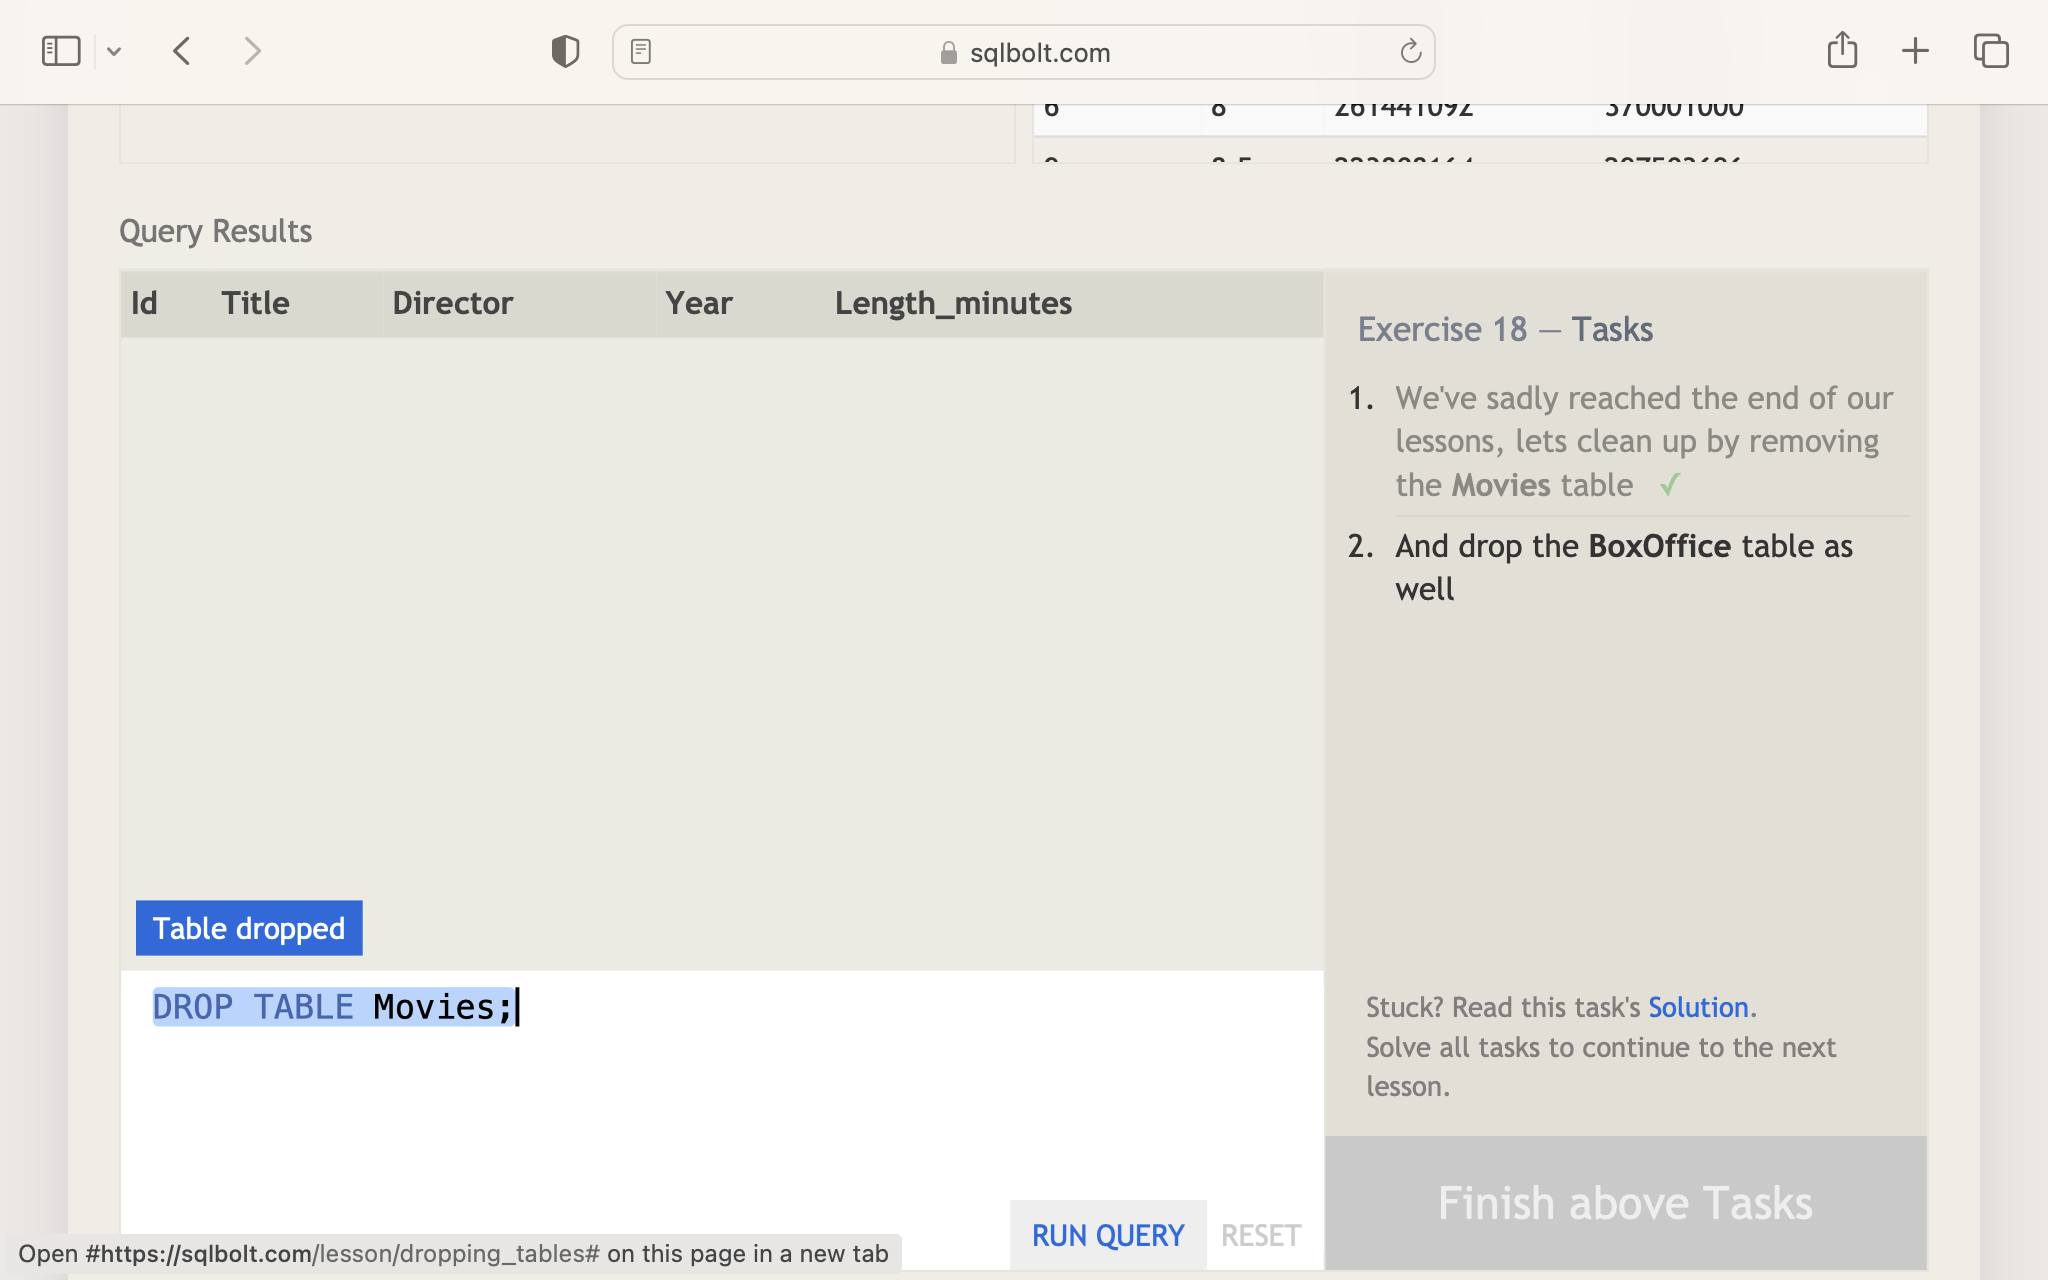 sqlbolt.com
6 8 261441092 370001000
Query Results
Id Title Director Year Length_minutes
Exercise 18 — Tasks
1. We've sadly reached the end of our
lessons, lets clean up by removing
the Movies table ✓
2. And drop the BoxOffice table as
well
Table dropped
DROP TABLE Movies;
Stuck? Read this task's Solution.
Solve all tasks to continue to the next
lesson.
RUN QUERY RESET
Finish above Tasks
Open #https://sqlbolt.com/lesson/dropping_tables# on this page in a new tab